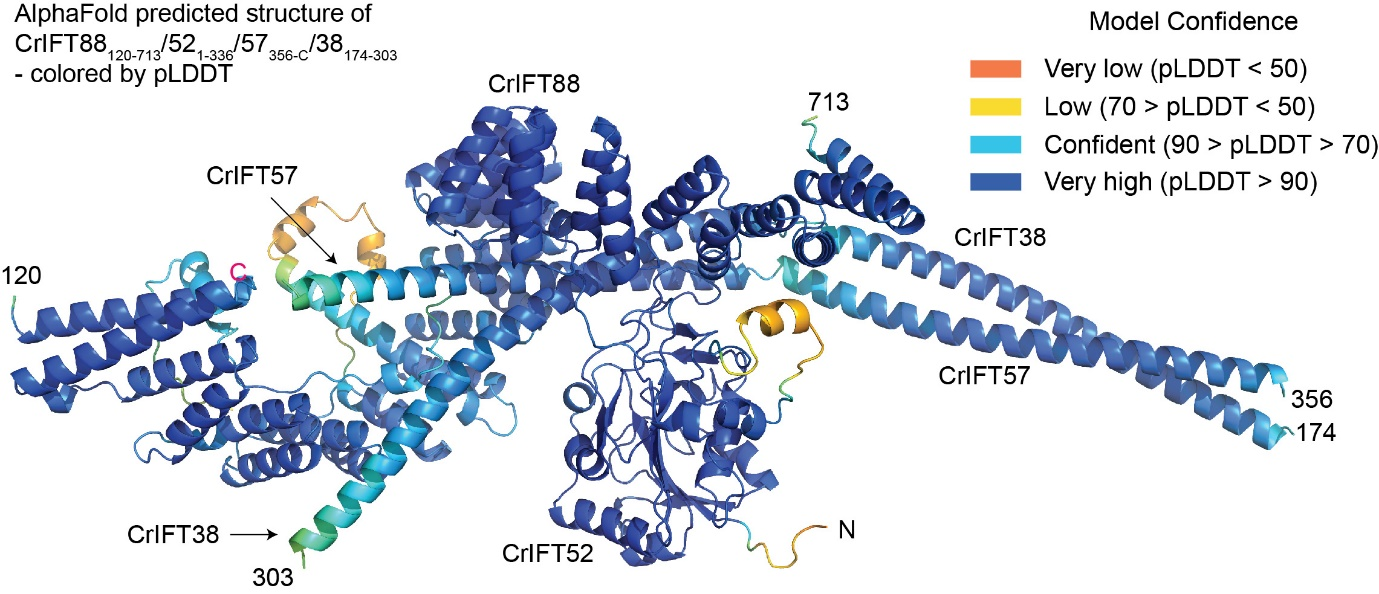 AlphaFold predicted structure of
CrIFT88120-713/521-336/57356-C/38174-303
- colored by pLDDT
Model Confidence
Very low (pLDDT < 50)
Low (70 > pLDDT < 50)
Confident (90 > pLDDT > 70)
Very high (pLDDT > 90)
CrIFT88
713
CrIFT57
CrIFT38
120
C
CrIFT57
356
174
CrIFT38
N
CrIFT52
303